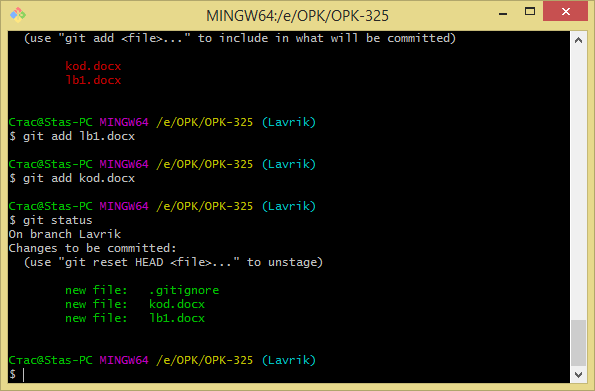 MINGW64:/e/OPK/OPK-325
(use "git add <file>..." to include in what will be committed)
kod.docx
lb1.docx
Стас@Stas-PC MINGW64 /e/OPK/OPK-325 (Lavrik)
$ git add lb1.docx
Стас@Stas-PC MINGW64 /e/OPK/OPK-325 (Lavrik)
$ git add kod.docx
Стас@Stas-PC MINGW64 /e/OPK/OPK-325 (Lavrik)
$ git status
On branch Lavrik
Changes to be committed:
(use "git reset HEAD <file>..." to unstage)
new file:   .gitignore
new file:   kod.docx
new file:   lb1.docx
Стас@Stas-PC MINGW64 /e/OPK/OPK-325 (Lavrik)
$